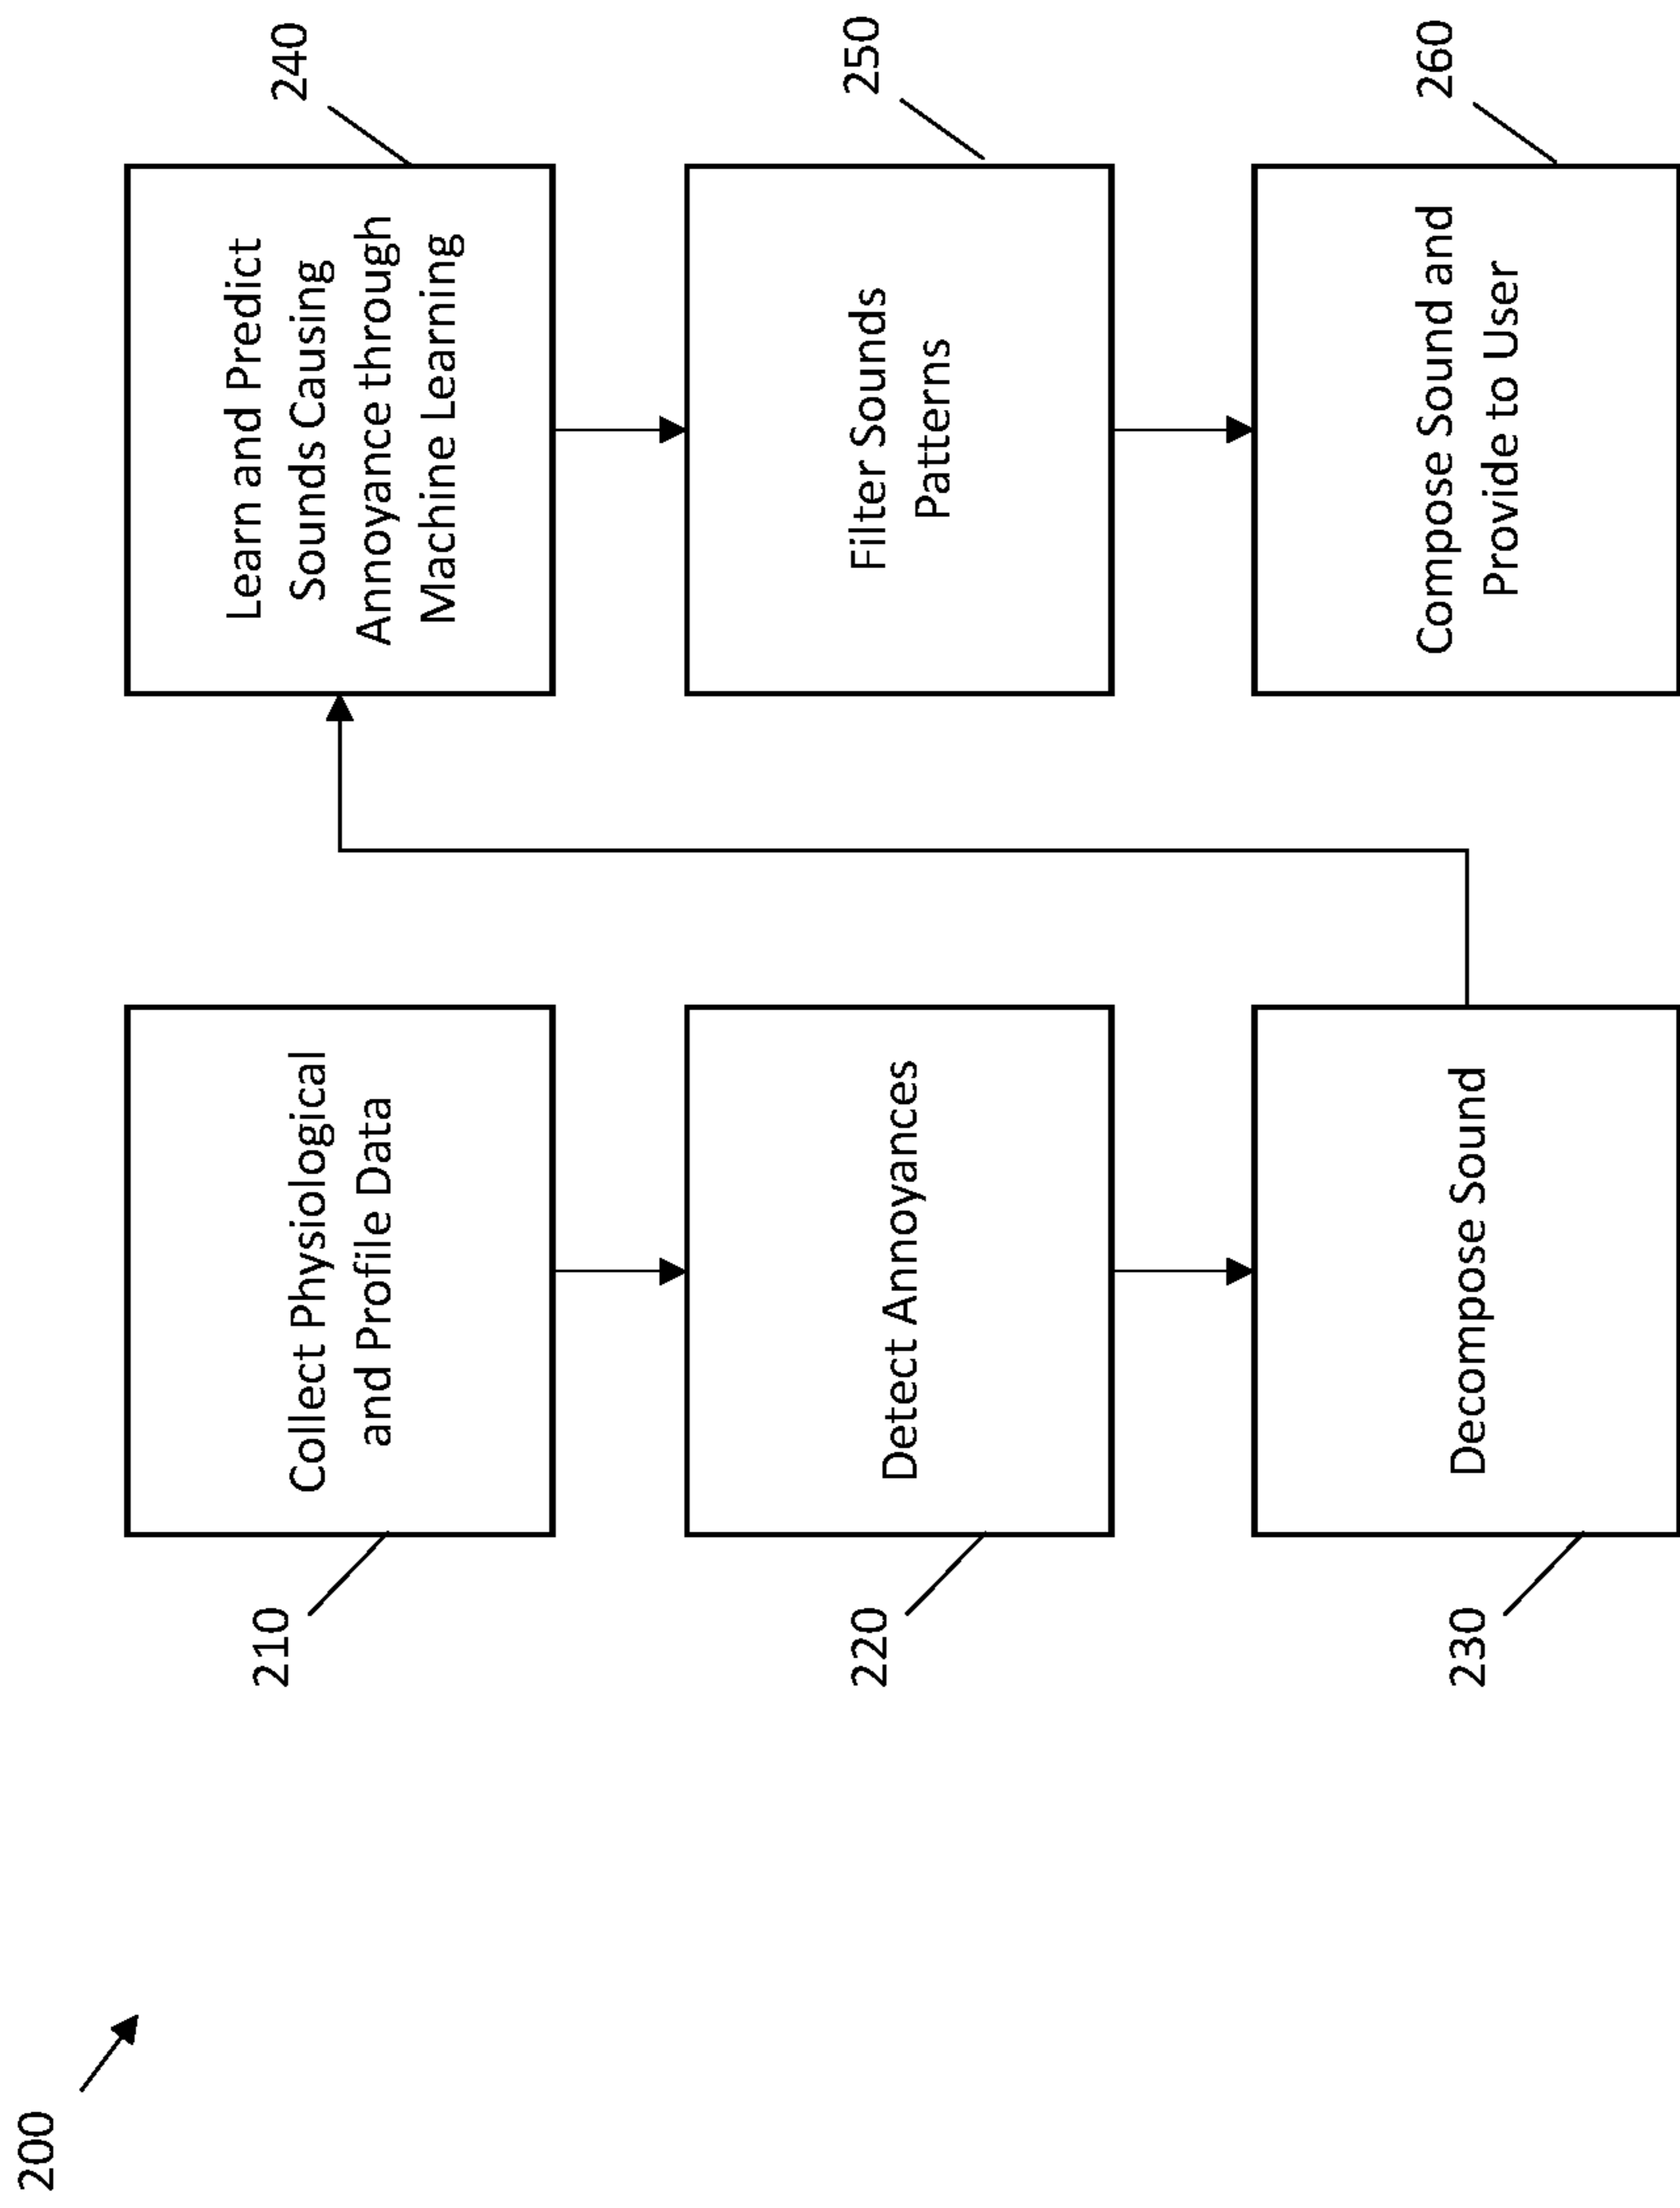 200
210
Collect Physiological
and Profile Data
220
Detect Annoyances
230
Decompose Sound
240
Learn and Predict
Sounds Causing
Annoyance through
Machine Learning
250
Filter Sounds
Patterns
260
Compose Sound and
Provide to User